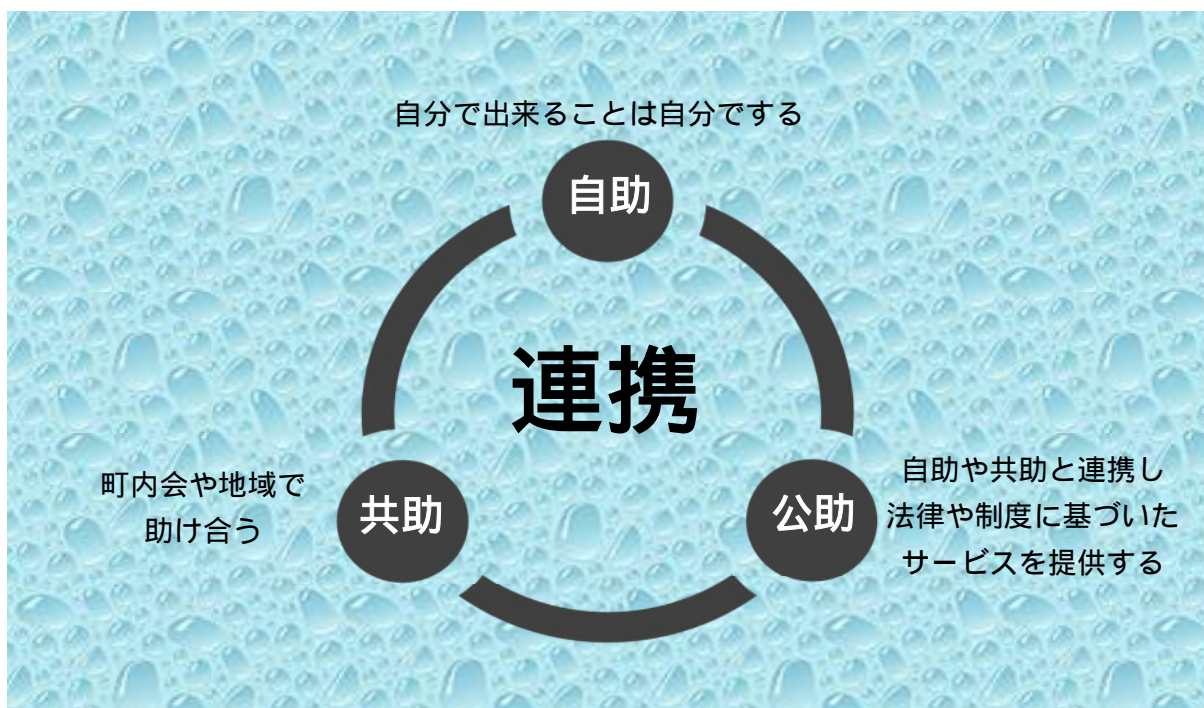 自分で出来ることは自分でする
自助
連携
町内会や地域で
助け合う
共助
公助
自助や共助と連携し
法律や制度に基づいた
サービスを提供する